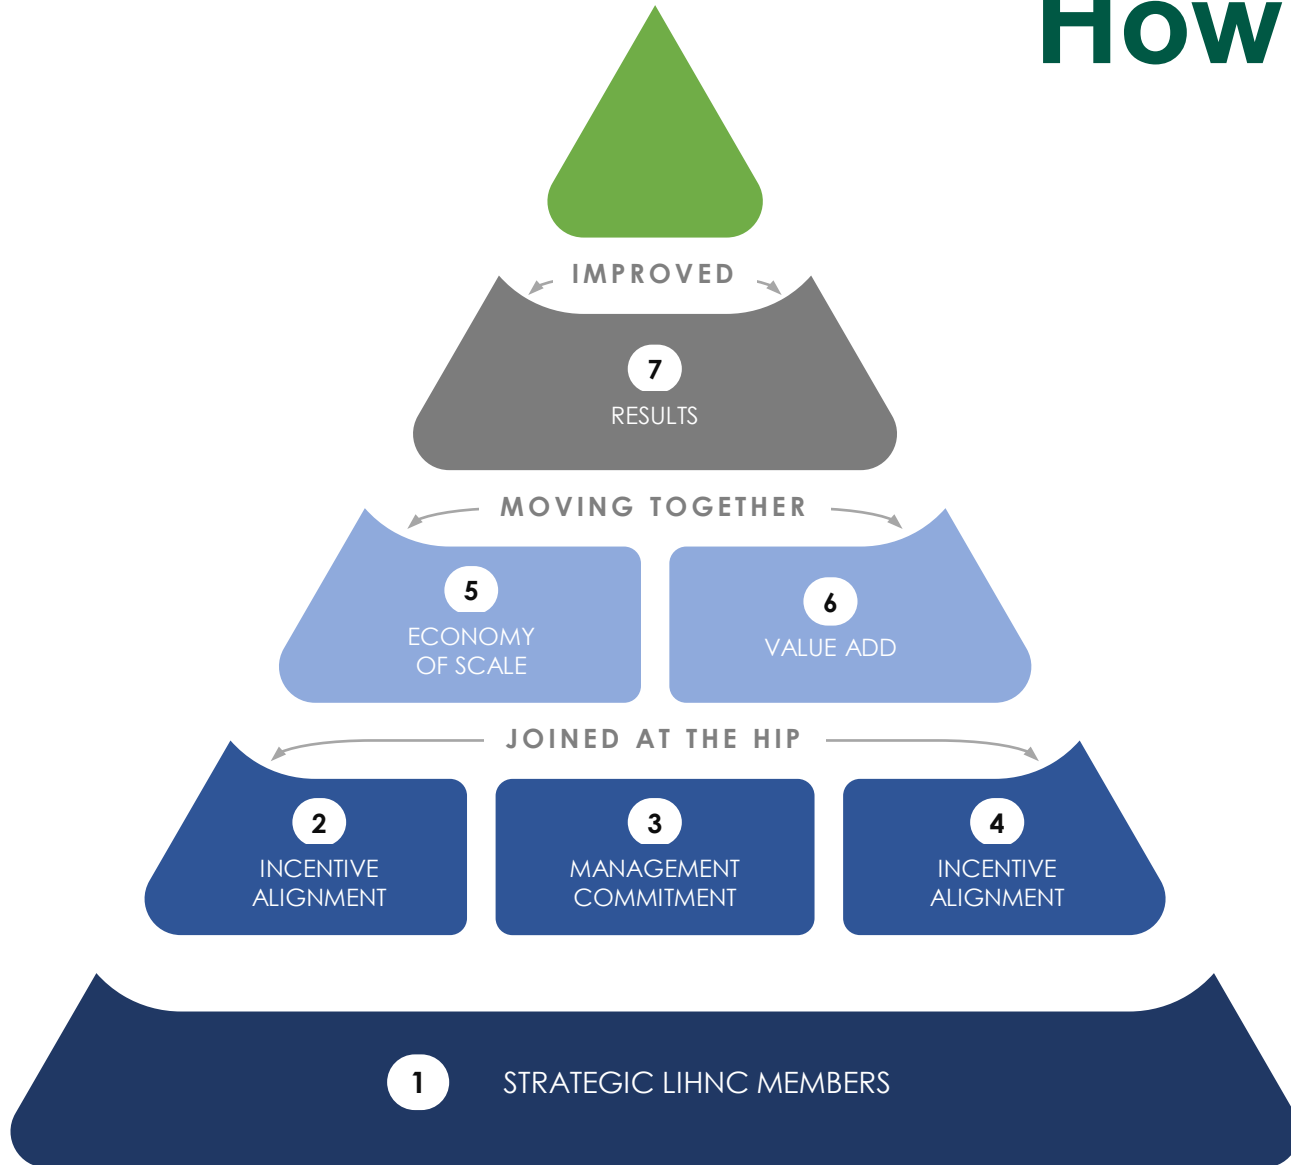 How
IMPROVED
7
RESULTS
MOVING TOGETHER
5
ECONOMY
OF SCALE
6
VALUE ADD
JOINED AT THE HIP
2
INCENTIVE
ALIGNMENT
3
MANAGEMENT
COMMITMENT
4
INCENTIVE
ALIGNMENT
1
STRATEGIC LIHNC MEMBERS